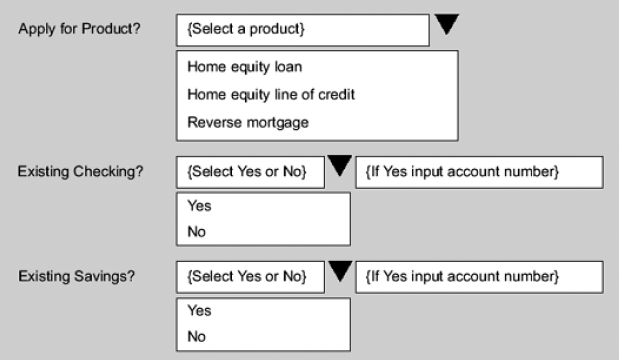 Apply for Product? {Select a product}
Home equity loan
Home equity line of credit
Reverse mortgage
Existing Checking? {Select Yes or No} {If Yes input account number}
Yes
No
Existing Savings? {Select Yes or No} {If Yes input account number}
Yes
No